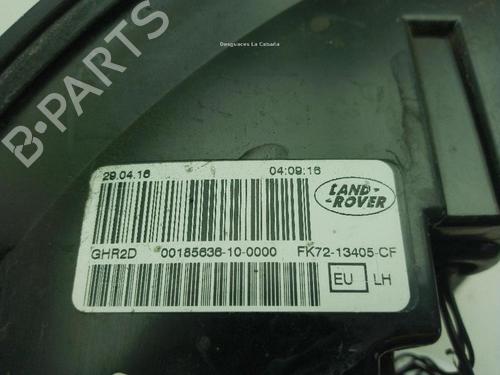 Desguaces La Cabaña
B-PARTS
29.04.16 04:09:16
LAND-
-ROVER
GHR2D 00185636-10-0000 FK72-13405-CF
EU LH